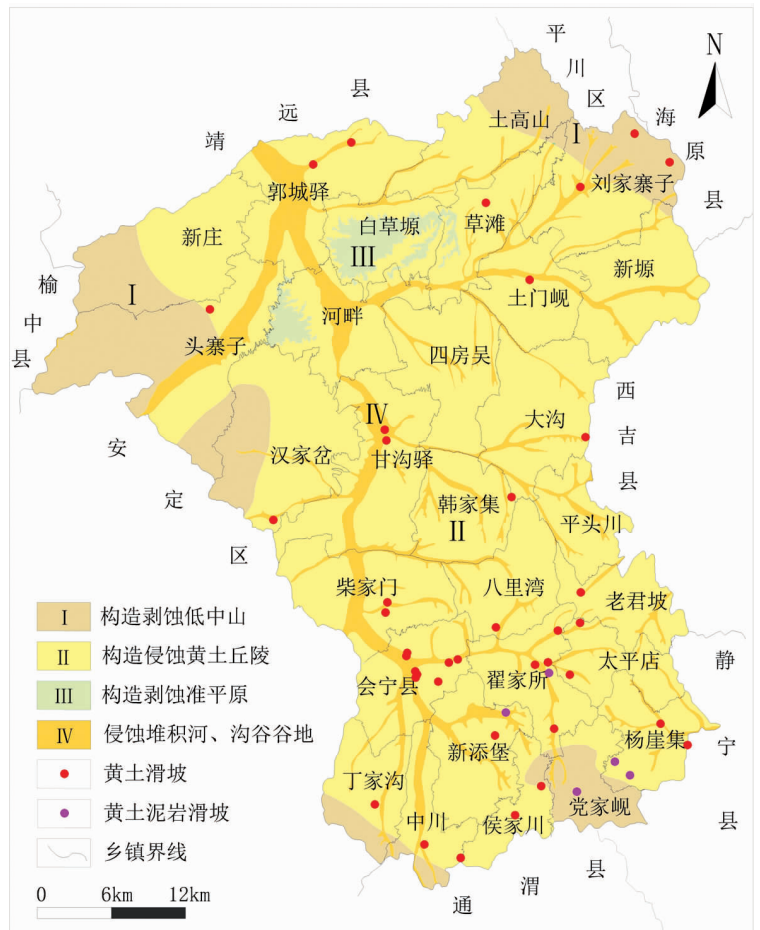 平川区
海原县
靖远县
N
土高山
I
刘家寨子
郭城驿
新庄
白草塬
III
草滩
新塬
榆中县
I
土门岘
河畔
头寨子
四房吴
西吉县
IV
大沟
安定区
汉家岔
甘沟驿
韩家集
II
平头川
柴家门
八里湾
老君坡
静宁县
太平店
翟家所
会宁县
杨崖集
新添堡
丁家沟
党家岘
中川
侯家川
通渭县
I 构造剥蚀低中山
II 构造侵蚀黄土丘陵
III 构造剥蚀准平原
IV 侵蚀堆积河、沟谷谷地
黄土滑坡
黄土泥岩滑坡
乡镇界线
0 6km 12km